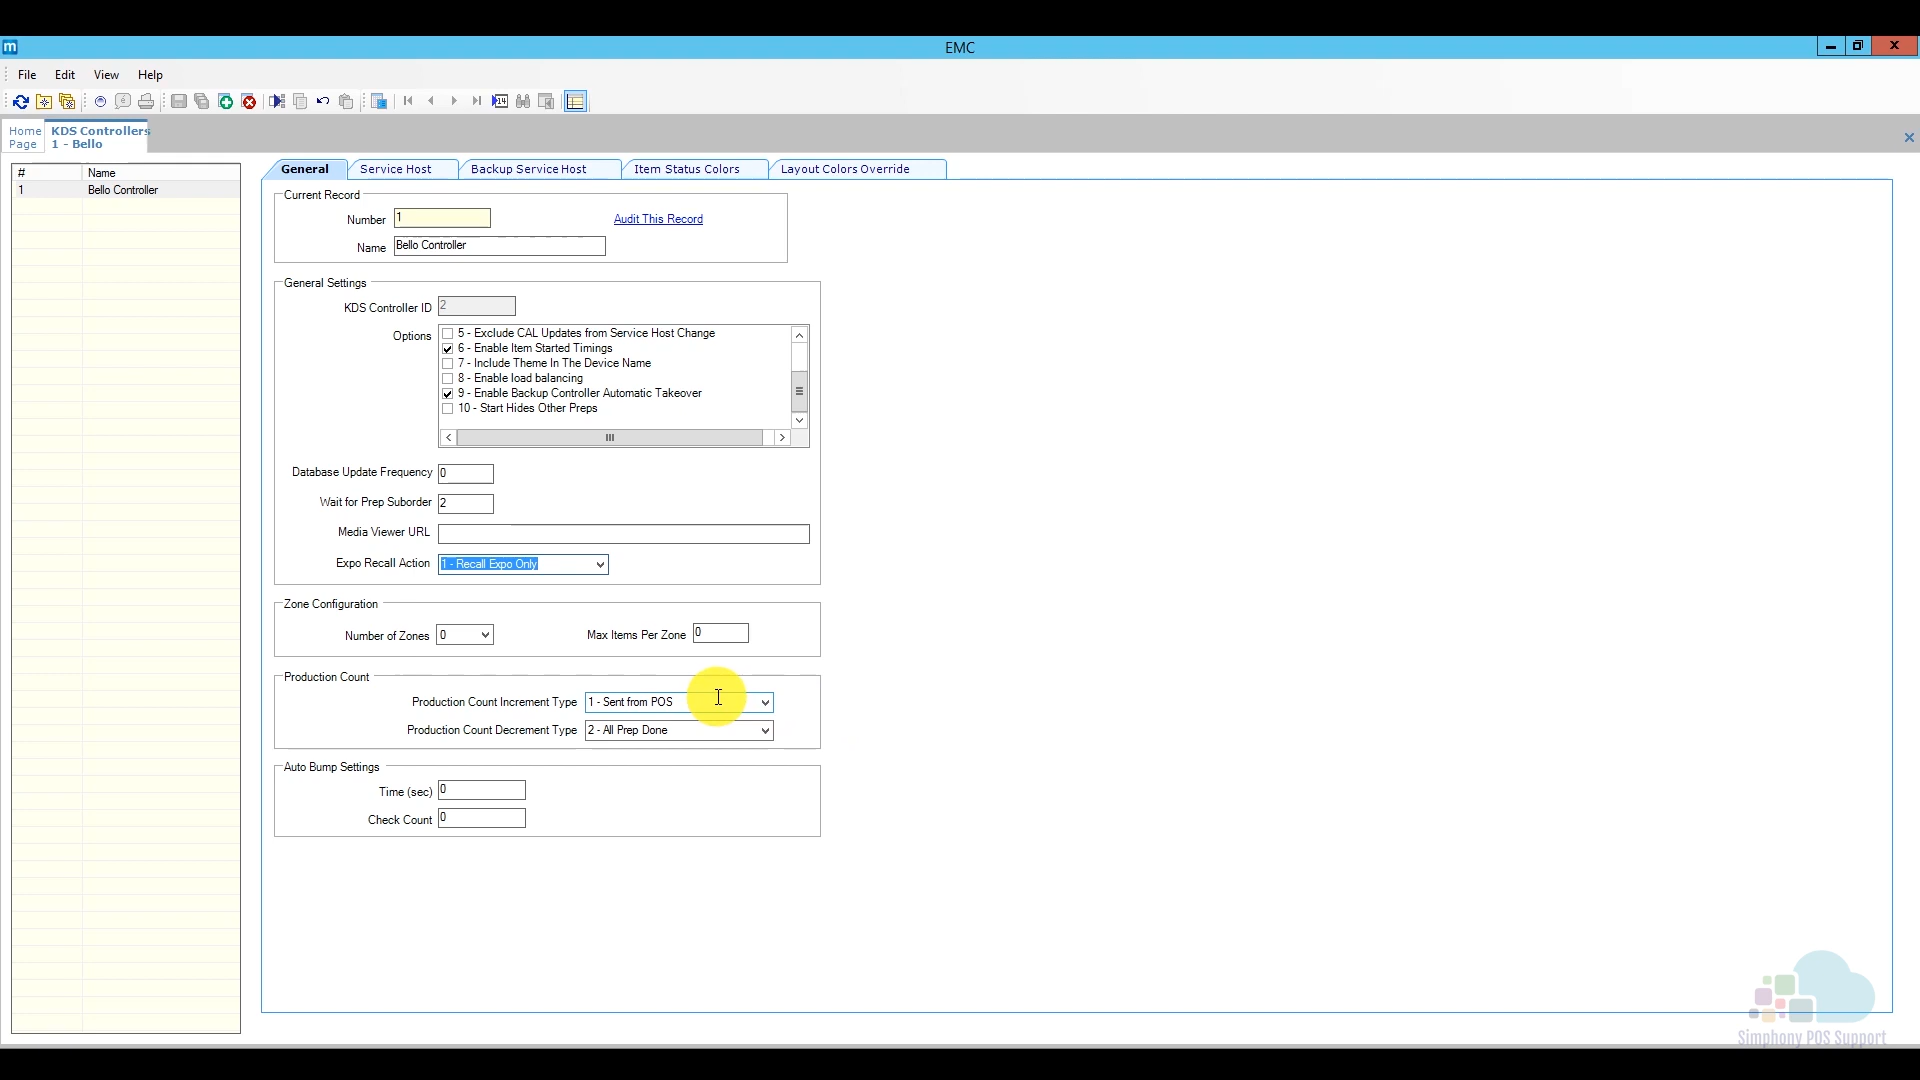 EMC
File Edit View Help
Home Page
KDS Controllers
1 - Bello
# Name
1 Bello Controller
General Service Host Backup Service Host Item Status Colors Layout Colors Override
Current Record
Number 1 Audit This Record
Name Bello Controller
General Settings
KDS Controller ID 2
Options
5 - Exclude CAL Updates from Service Host Change
6 - Enable Item Started Timings
7 - Include Theme In The Device Name
8 - Enable load balancing
9 - Enable Backup Controller Automatic Takeover
10 - Start Hides Other Preps
Database Update Frequency 0
Wait for Prep Suborder 2
Media Viewer URL
Expo Recall Action 1 - Recall Expo Only
Zone Configuration
Number of Zones 0 Max Items Per Zone 0
Production Count
Production Count Increment Type 1 - Sent from POS
Production Count Decrement Type 2 - All Prep Done
Auto Bump Settings
Time (sec) 0
Check Count 0
Simphony POS Support